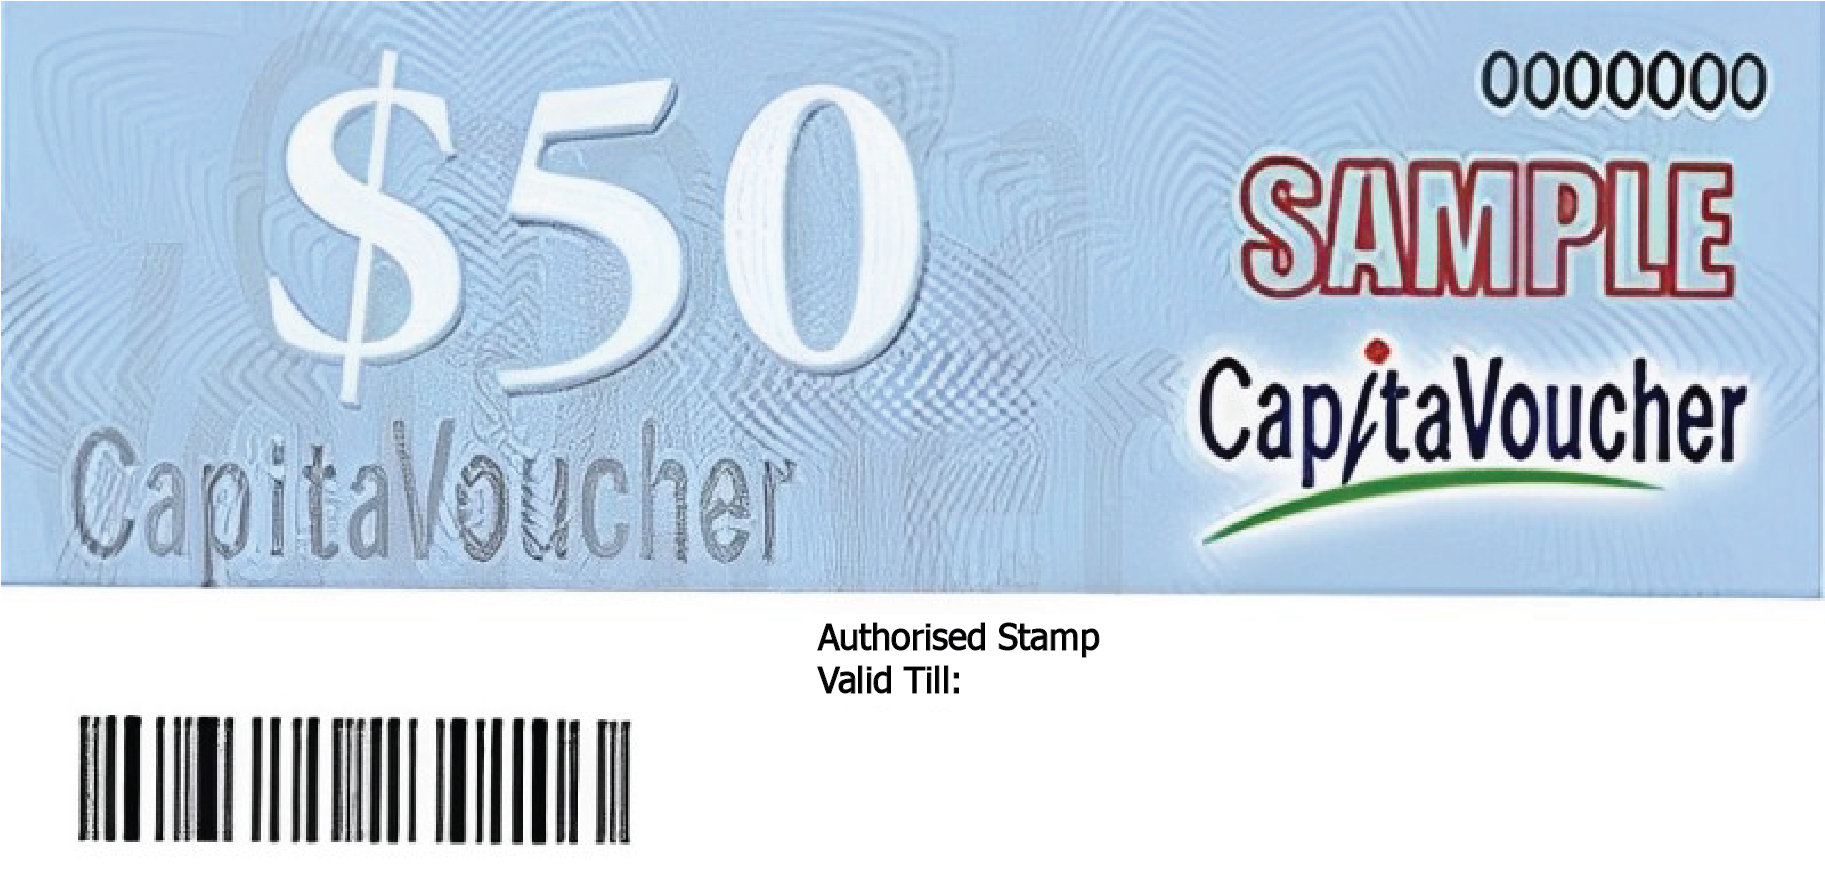 $50
0000000
SAMPLE
CapitaVoucher
CapitaVoucher
Authorised Stamp
Valid Till: